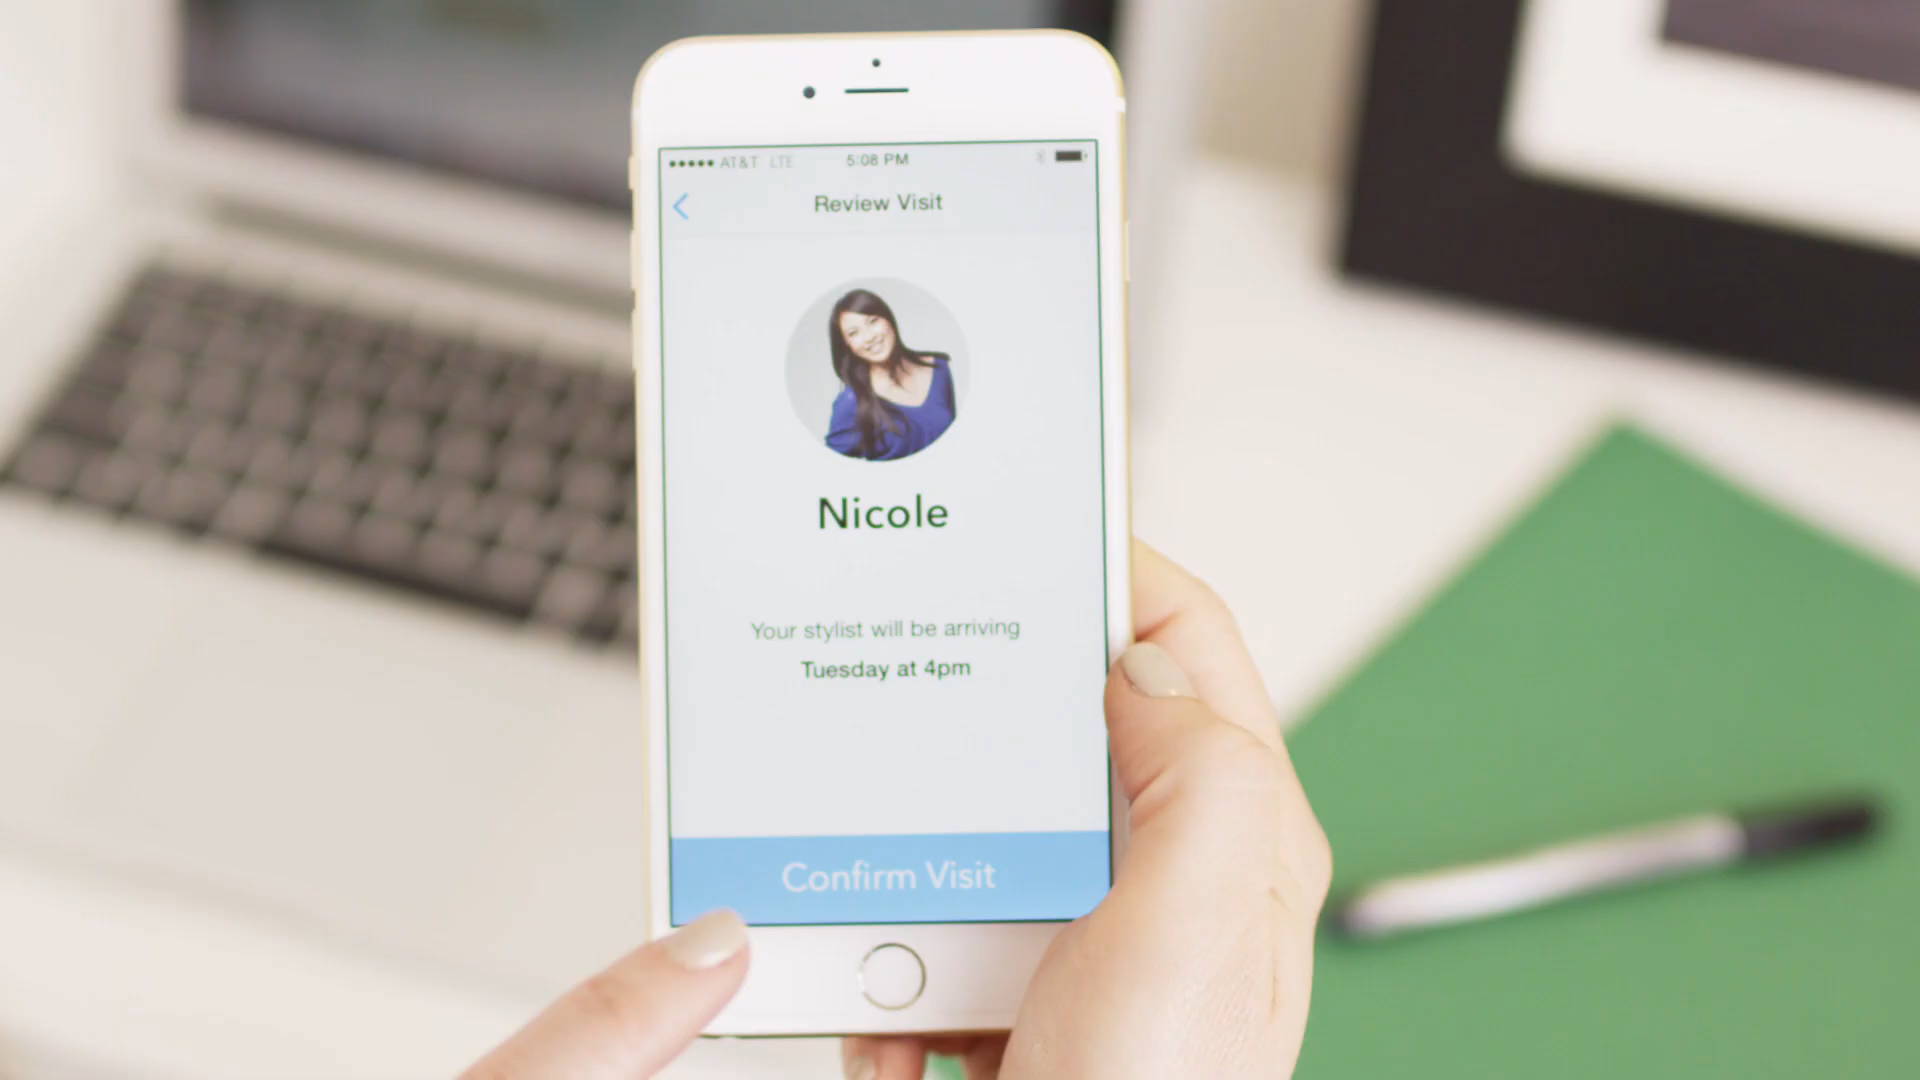 AT&T LTE 5:08 PM
Review Visit
Nicole
Your stylist will be arriving
Tuesday at 4pm
Confirm Visit